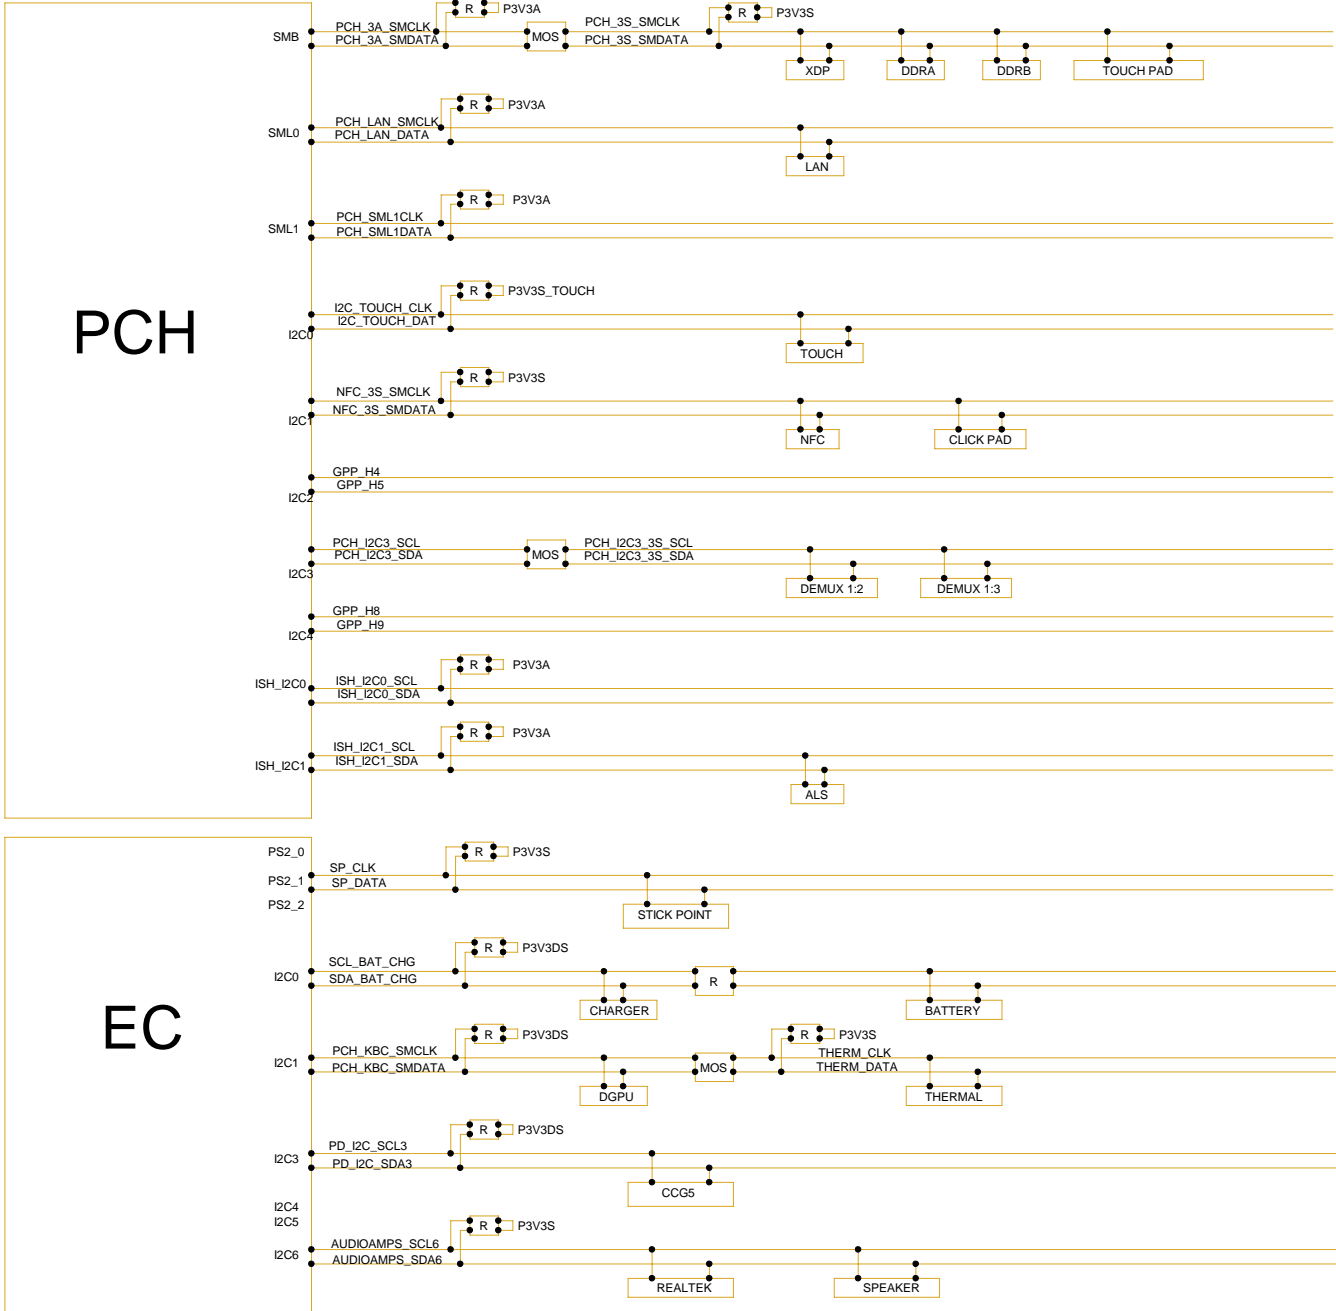 R P3V3A
R P3V3S
SMB PCH_3A_SMCLK MOS PCH_3S_SMCLK
PCH_3A_SMDATA PCH_3S_SMDATA
XDP DDRA DDRB TOUCH PAD
R P3V3A
SML0 PCH_LAN_SMCLK
PCH_LAN_DATA
LAN
R P3V3A
SML1 PCH_SML1CLK
PCH_SML1DATA
PCH
R P3V3S_TOUCH
I2C_TOUCH_CLK
I2C0 I2C_TOUCH_DAT
TOUCH
R P3V3S
NFC_3S_SMCLK
I2C1 NFC_3S_SMDATA
NFC CLICK PAD
GPP_H4
I2C2 GPP_H5
PCH_I2C3_SCL MOS PCH_I2C3_3S_SCL
I2C3 PCH_I2C3_SDA PCH_I2C3_3S_SDA
DEMUX 1:2 DEMUX 1:3
GPP_H8
I2C4 GPP_H9
R P3V3A
ISH_I2C0 ISH_I2C0_SCL
ISH_I2C0_SDA
R P3V3A
ISH_I2C1_SCL
ISH_I2C1 ISH_I2C1_SDA
ALS
PS2_0 R P3V3S
SP_CLK
PS2_1 SP_DATA
PS2_2 STICK POINT
EC
R P3V3DS
SCL_BAT_CHG
I2C0 SDA_BAT_CHG R
CHARGER BATTERY
R P3V3DS R P3V3S
PCH_KBC_SMCLK THERM_CLK
I2C1 PCH_KBC_SMDATA MOS THERM_DATA
DGPU THERMAL
R P3V3DS
PD_I2C_SCL3
I2C3 PD_I2C_SDA3
CCG5
I2C4
I2C5 R P3V3S
AUDIOAMPS_SCL6
I2C6 AUDIOAMPS_SDA6
REALTEK SPEAKER